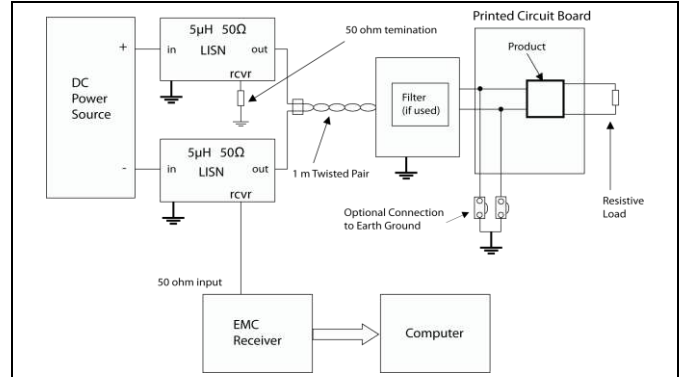 Printed Circuit Board
5µH 50Ω
in out
LISN
rcvr
50 ohm temination
Product
+
DC
Power
Source
-
Filter
(if used)
5µH 50Ω
in out
LISN
rcvr
1 m Twisted Pair
Optional Connection
to Earth Ground
Resistive
Load
50 ohm input
EMC
Receiver
Computer